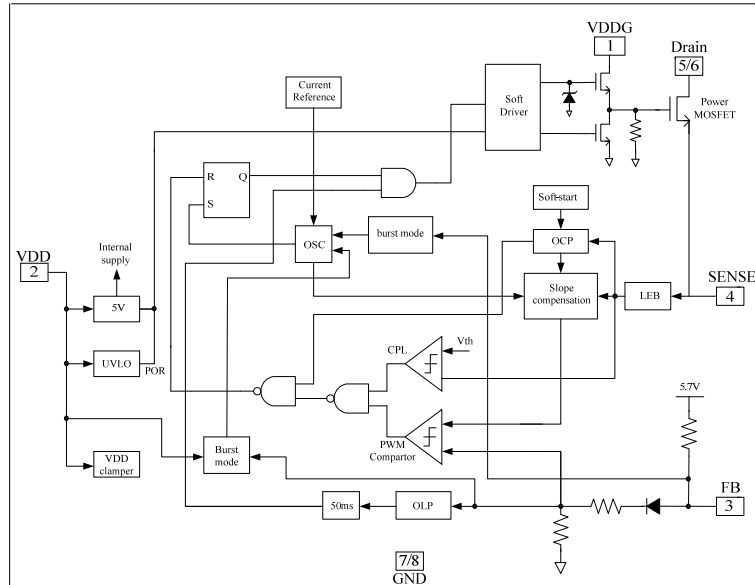 VDDG
1
Drain
5/6
Current
Reference
Soft
Driver
Power
MOSFET
R
Q
S
Soft-start
VDD
2
Internal
supply
OSC
burst mode
OCP
SENSE
4
5V
Slope
compensation
LEB
UVLO
POR
CPL
Vth
5.7V
PWM
Compartor
VDD
clamper
Burst
mode
FB
3
50ms
OLP
7/8
GND